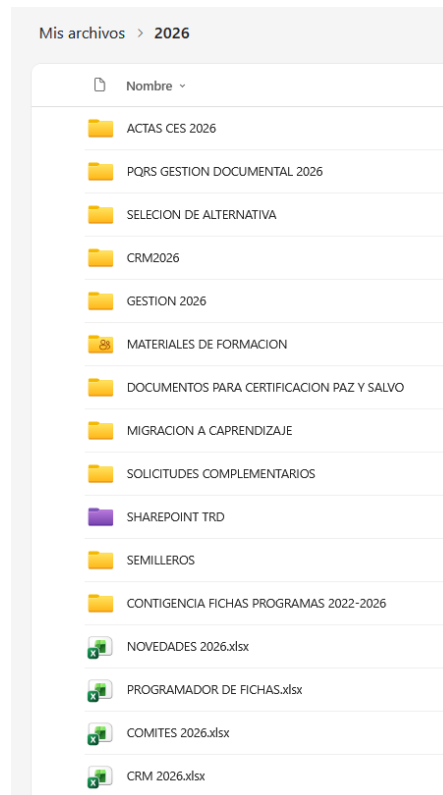 Mis archivos > 2026
Nombre
ACTAS CES 2026
PQRS GESTION DOCUMENTAL 2026
SELECION DE ALTERNATIVA
CRM2026
GESTION 2026
MATERIALES DE FORMACION
DOCUMENTOS PARA CERTIFICACION PAZ Y SALVO
MIGRACION A CAPRENDIZAJE
SOLICITUDES COMPLEMENTARIOS
SHAREPOINT TRD
SEMILLEROS
CONTIGENCIA FICHAS PROGRAMAS 2022-2026
NOVEDADES 2026.xlsx
PROGRAMADOR DE FICHAS.xlsx
COMITES 2026.xlsx
CRM 2026.xlsx